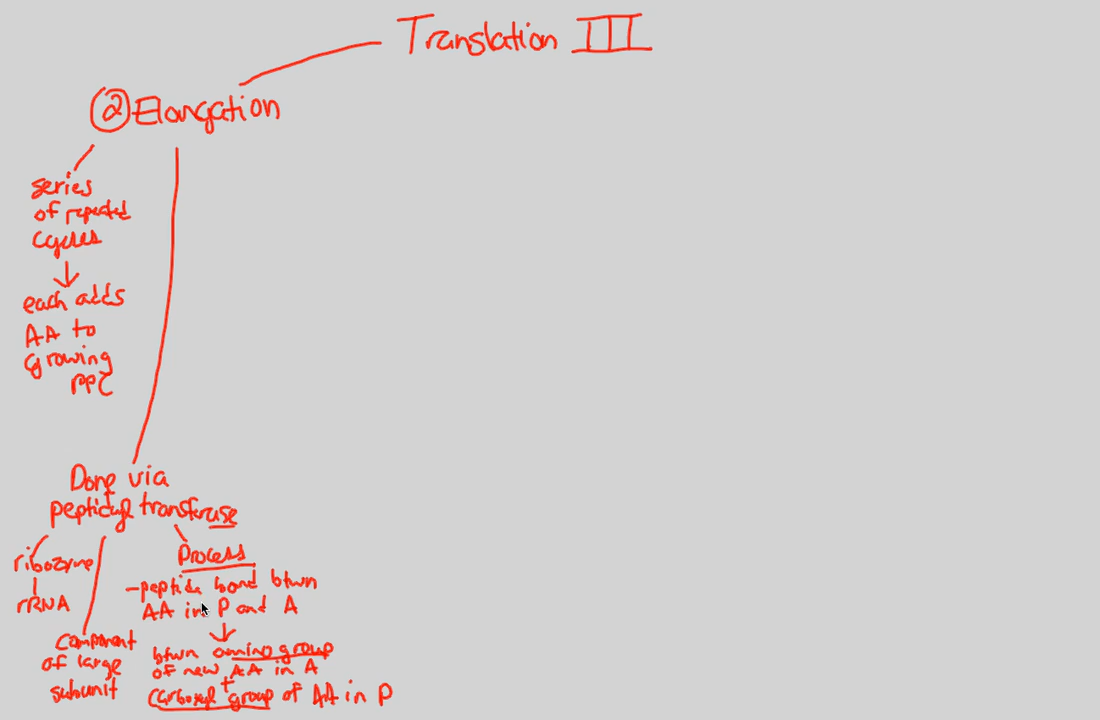 Translation III
② Elongation
series
of repeated
cycles
↓
each adds
AA to
growing
PPC
Done via
peptidyl transferase
ribozyme
rRNA
component
of large
subunit
Process
-peptide bond btwn
AA in P and A
↓
btwn amino group
of new AA in A
+
carboxyl group of AA in P